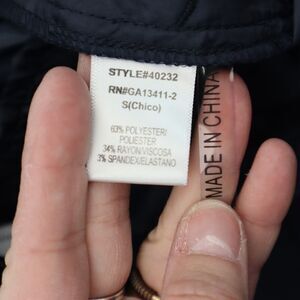 STYLE#40232
RN#GA13411-2
S(Chico)
63% POLYESTER/
POLIESTER
34% RAYON/VISCOSA
3% SPANDEX/ELASTANO
MADE IN CHINA